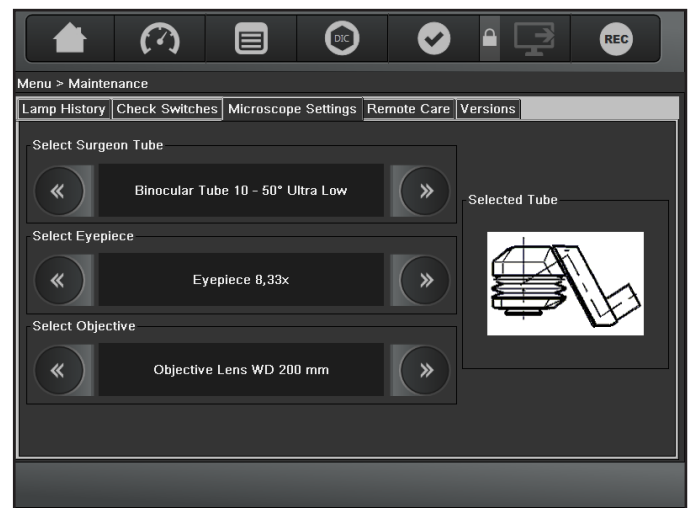 DIC
REC
Menu > Maintenance
Lamp History Check Switches Microscope Settings Remote Care Versions
Select Surgeon Tube
Binocular Tube 10 - 50° Ultra Low
Selected Tube
Select Eyepiece
Eyepiece 8,33x
Select Objective
Objective Lens WD 200 mm